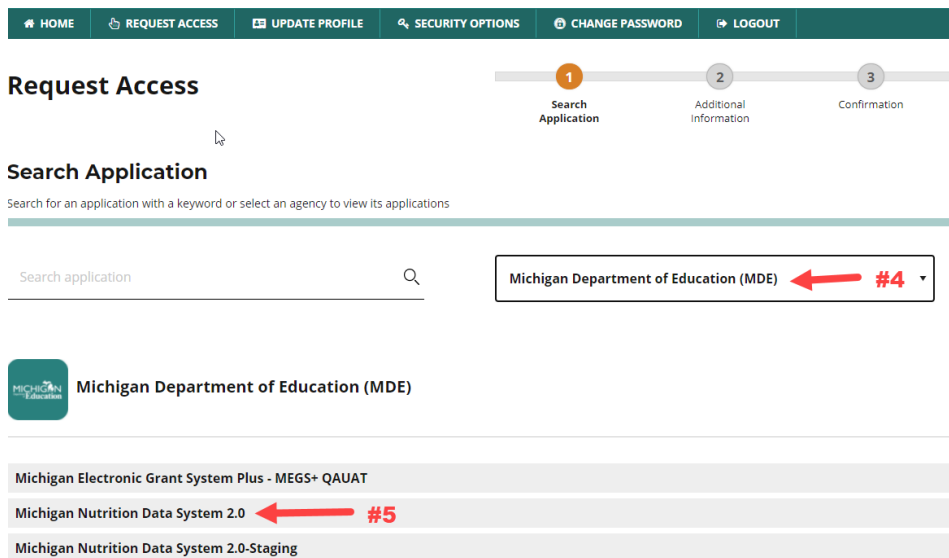 HOME REQUEST ACCESS UPDATE PROFILE SECURITY OPTIONS CHANGE PASSWORD LOGOUT
Request Access
1 2 3
Search Application
Additional Information
Confirmation
Search Application
Search for an application with a keyword or select an agency to view its applications
Search application
Michigan Department of Education (MDE) #4
MICHIGAN
Education
Michigan Department of Education (MDE)
Michigan Electronic Grant System Plus - MEGS+ QAUAT
Michigan Nutrition Data System 2.0 #5
Michigan Nutrition Data System 2.0-Staging